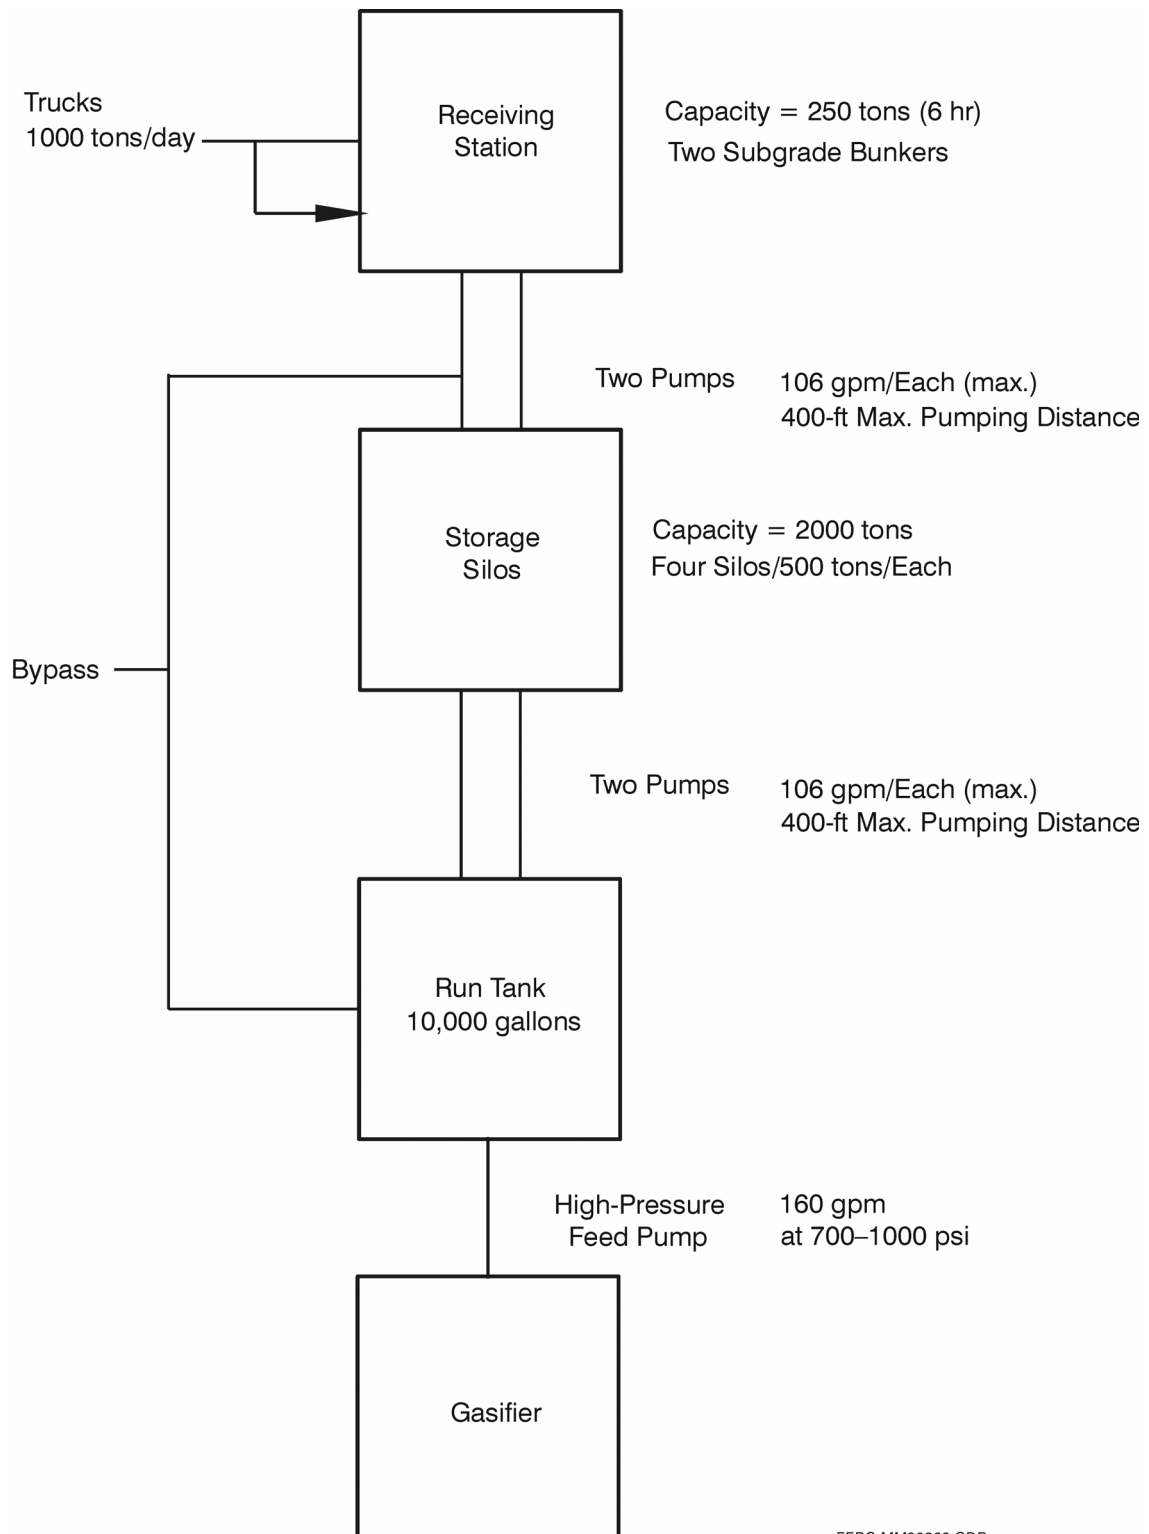 Trucks
1000 tons/day
Receiving
Station
Capacity = 250 tons (6 hr)
Two Subgrade Bunkers
Two Pumps
106 gpm/Each (max.)
400-ft Max. Pumping Distance
Storage
Silos
Capacity = 2000 tons
Four Silos/500 tons/Each
Bypass
Two Pumps
106 gpm/Each (max.)
400-ft Max. Pumping Distance
Run Tank
10,000 gallons
High-Pressure
Feed Pump
160 gpm
at 700–1000 psi
Gasifier